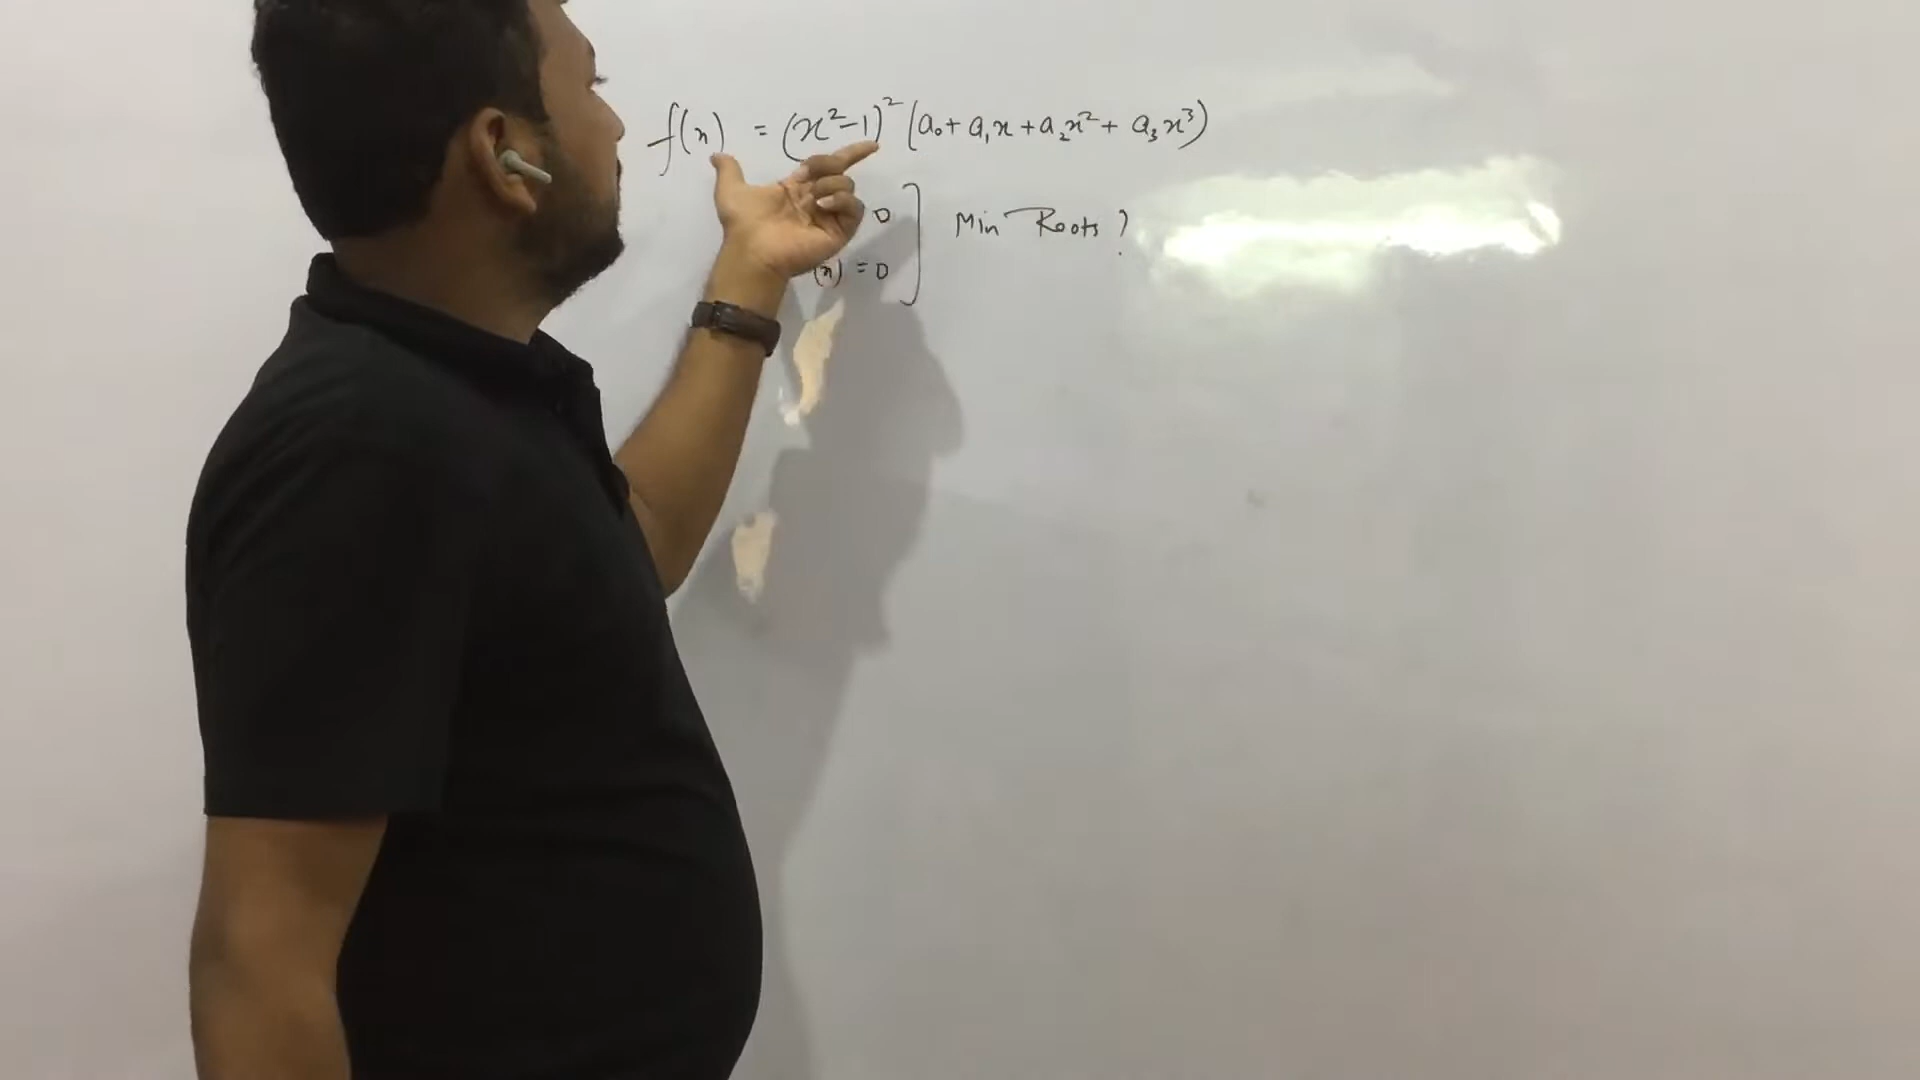 f(x) = (x²-1)² (a₀+ a₁x + a₂x² + a₃x³)
0 ] Min Roots ?
(x) = 0